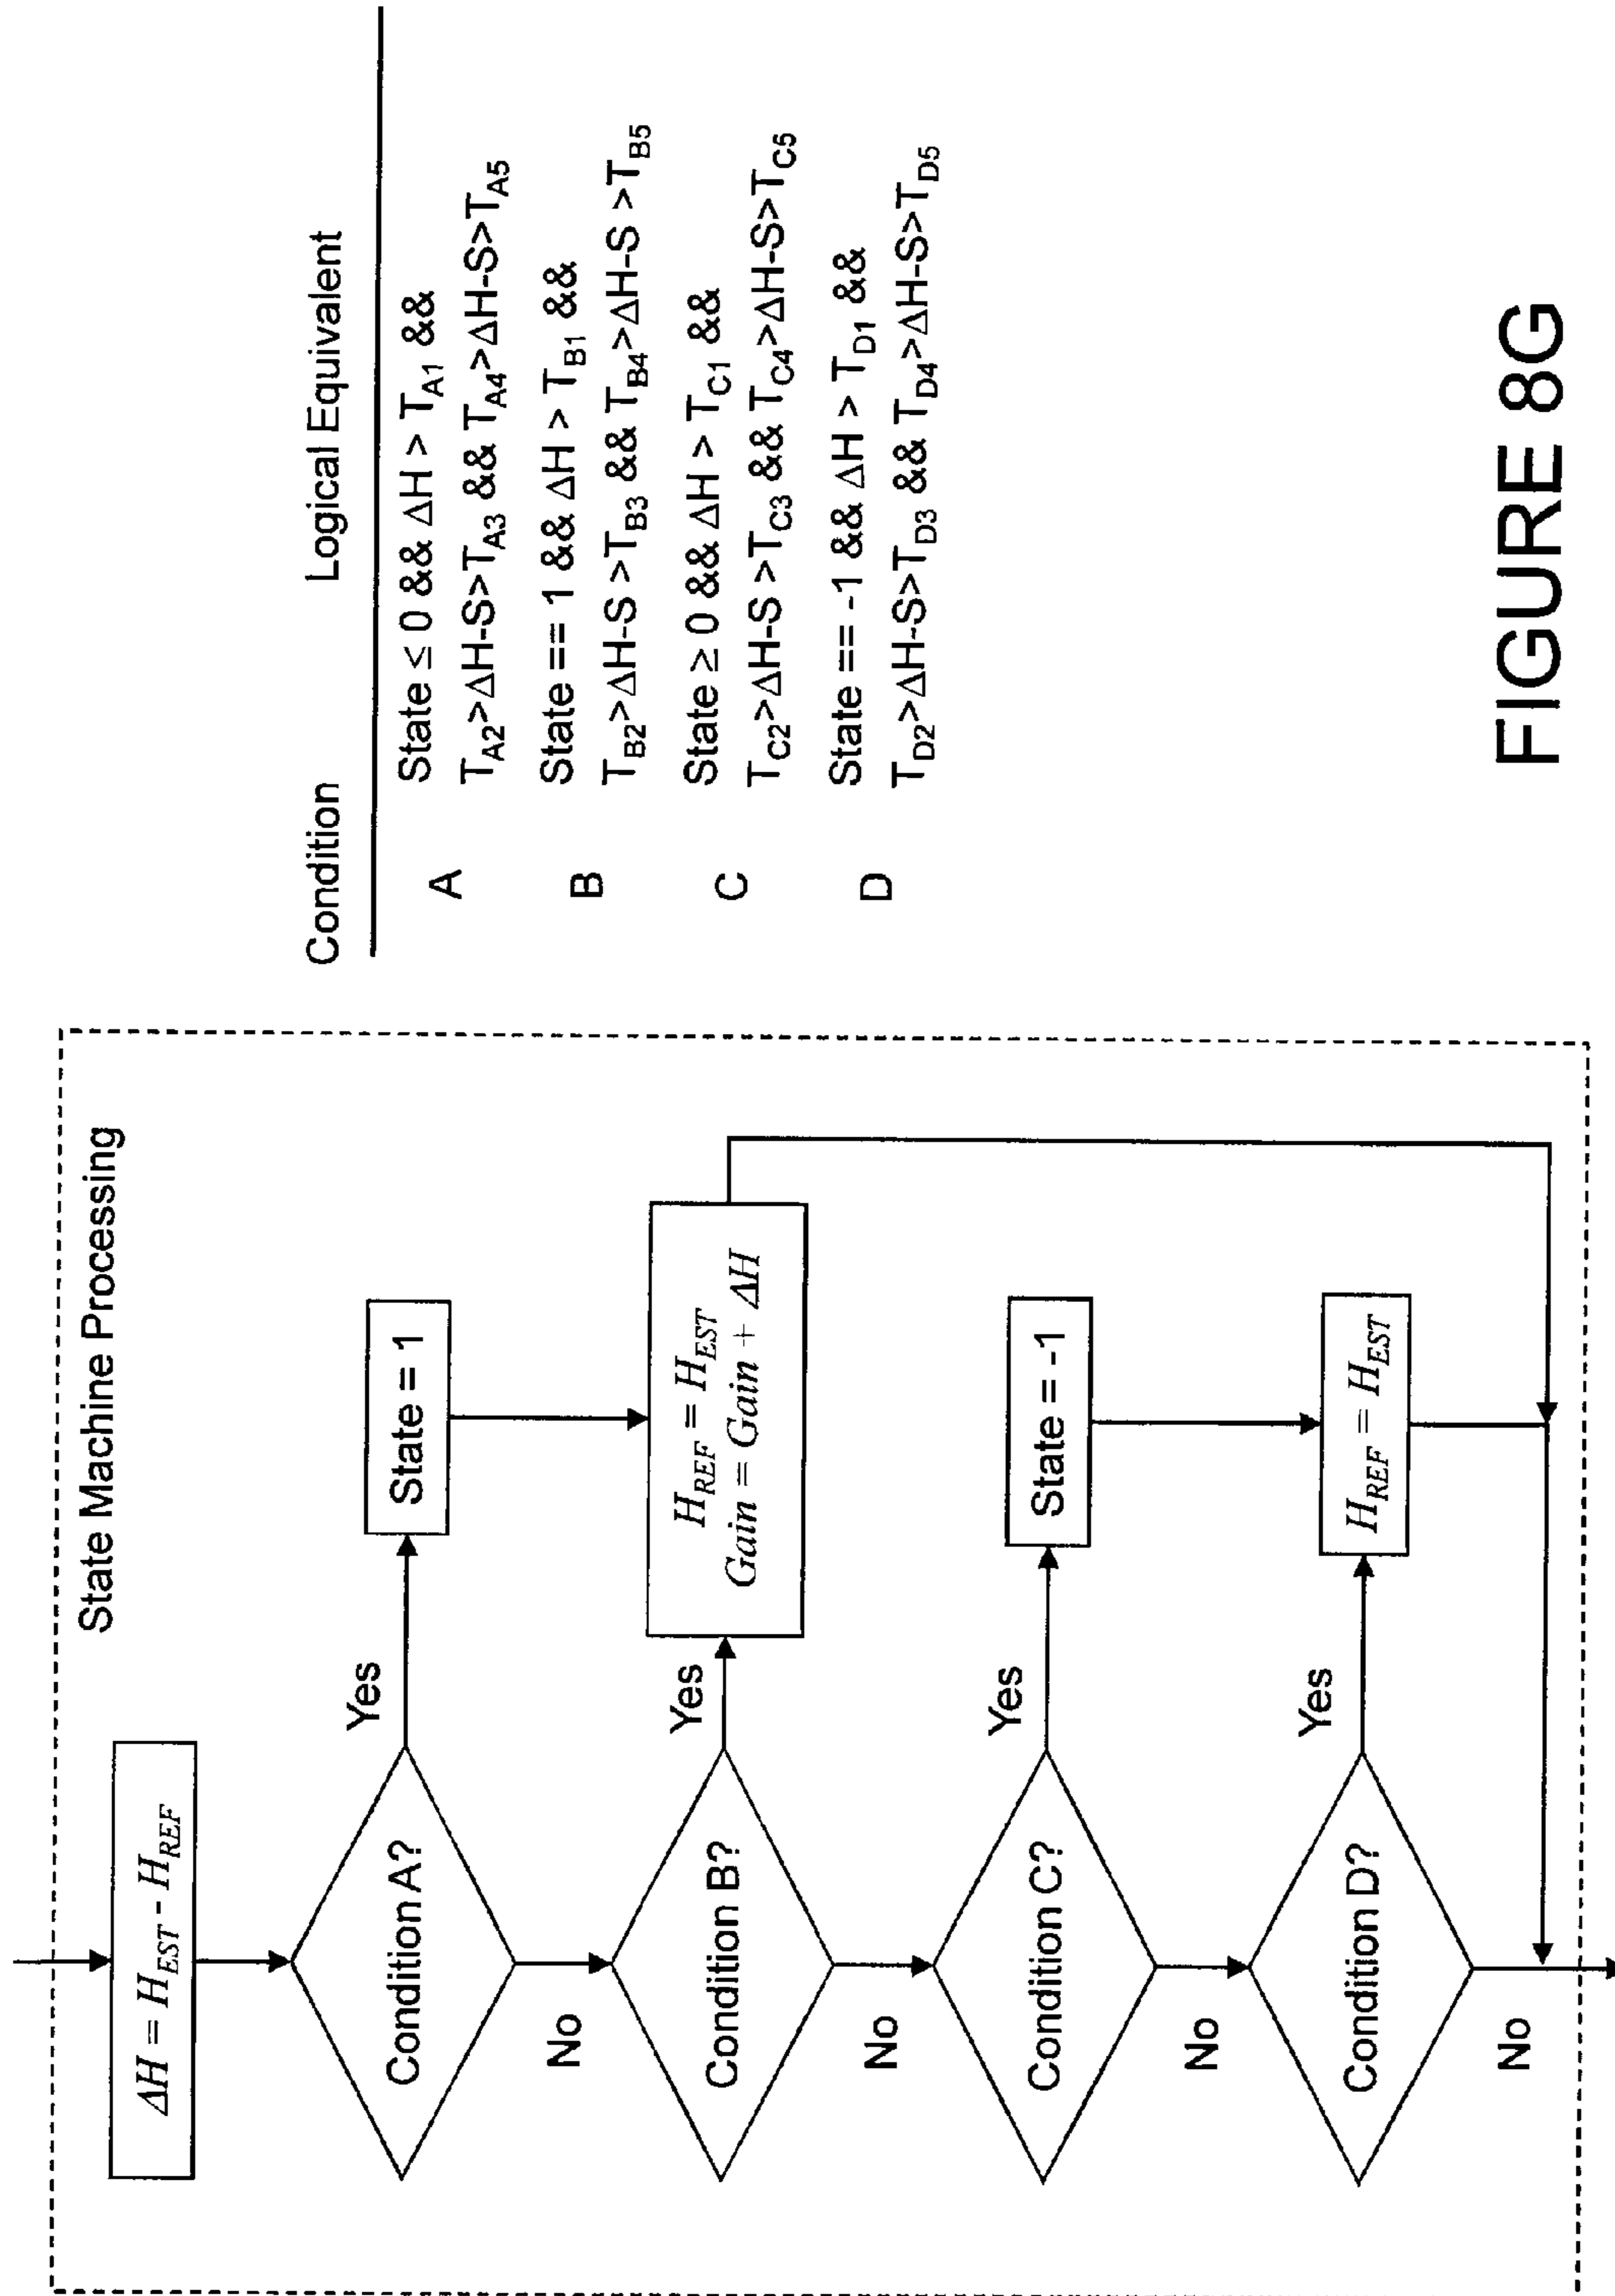 State Machine Processing
ΔH = H_EST - H_REF
Condition A?
Yes
State = 1
No
Condition B?
Yes
H_REF = H_EST
Gain = Gain + ΔH
No
Condition C?
Yes
State = -1
No
Condition D?
Yes
H_REF = H_EST
No
Condition Logical Equivalent
A State ≤ 0 && ΔH > T_A1 &&
T_A2>ΔH-S>T_A3 && T_A4>ΔH-S>T_A5
B State == 1 && ΔH > T_B1 &&
T_B2>ΔH-S >T_B3 && T_B4>ΔH-S >T_B5
C State ≥ 0 && ΔH > T_C1 &&
T_C2>ΔH-S >T_C3 && T_C4>ΔH-S>T_C5
D State == -1 && ΔH > T_D1 &&
T_D2>ΔH-S>T_D3 && T_D4>ΔH-S>T_D5
FIGURE 8G